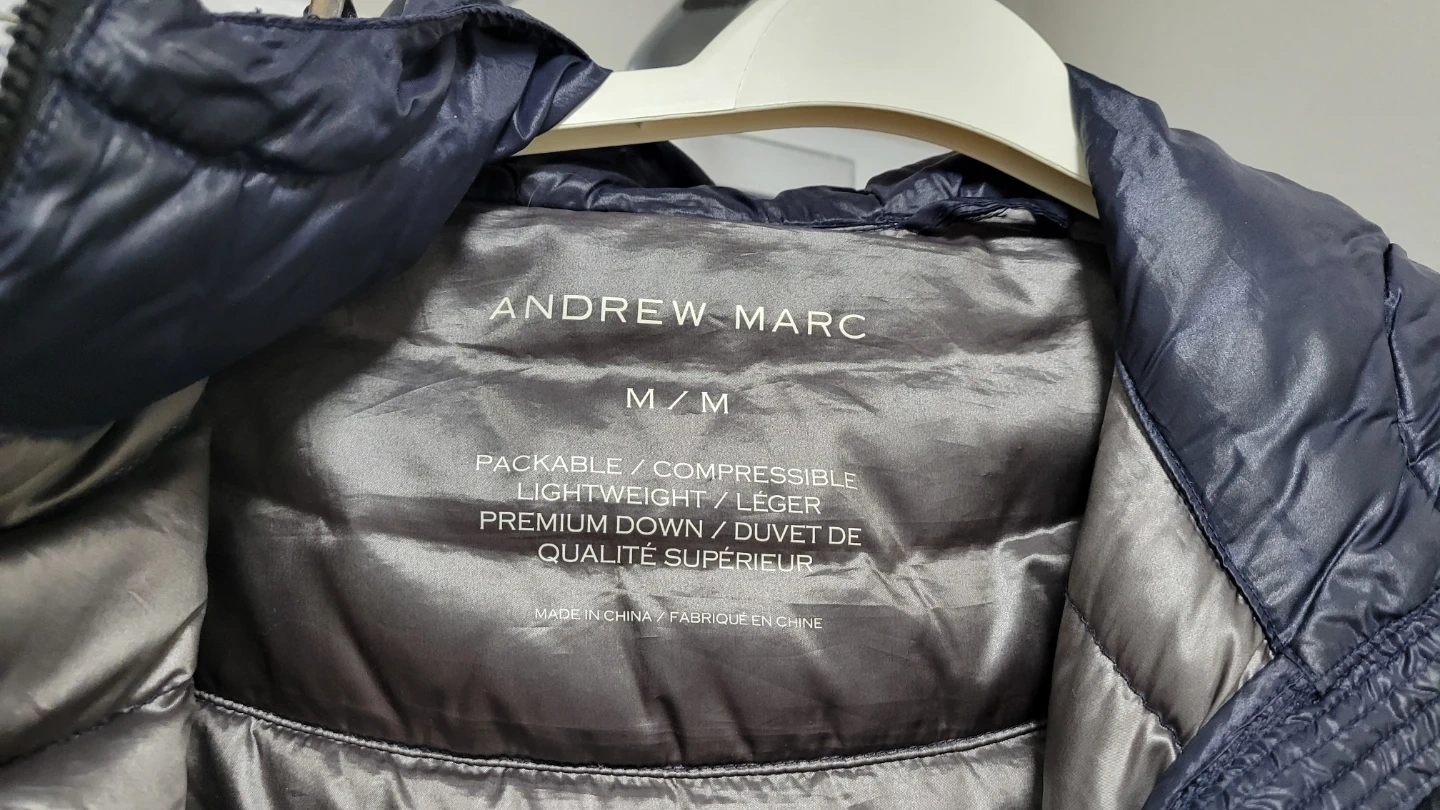 ANDREW MARC
M / M
PACKABLE / COMPRESSIBLE
LIGHTWEIGHT / LÉGER
PREMIUM DOWN / DUVET DE
QUALITÉ SUPÉRIEUR
MADE IN CHINA / FABRIQUÉ EN CHINE